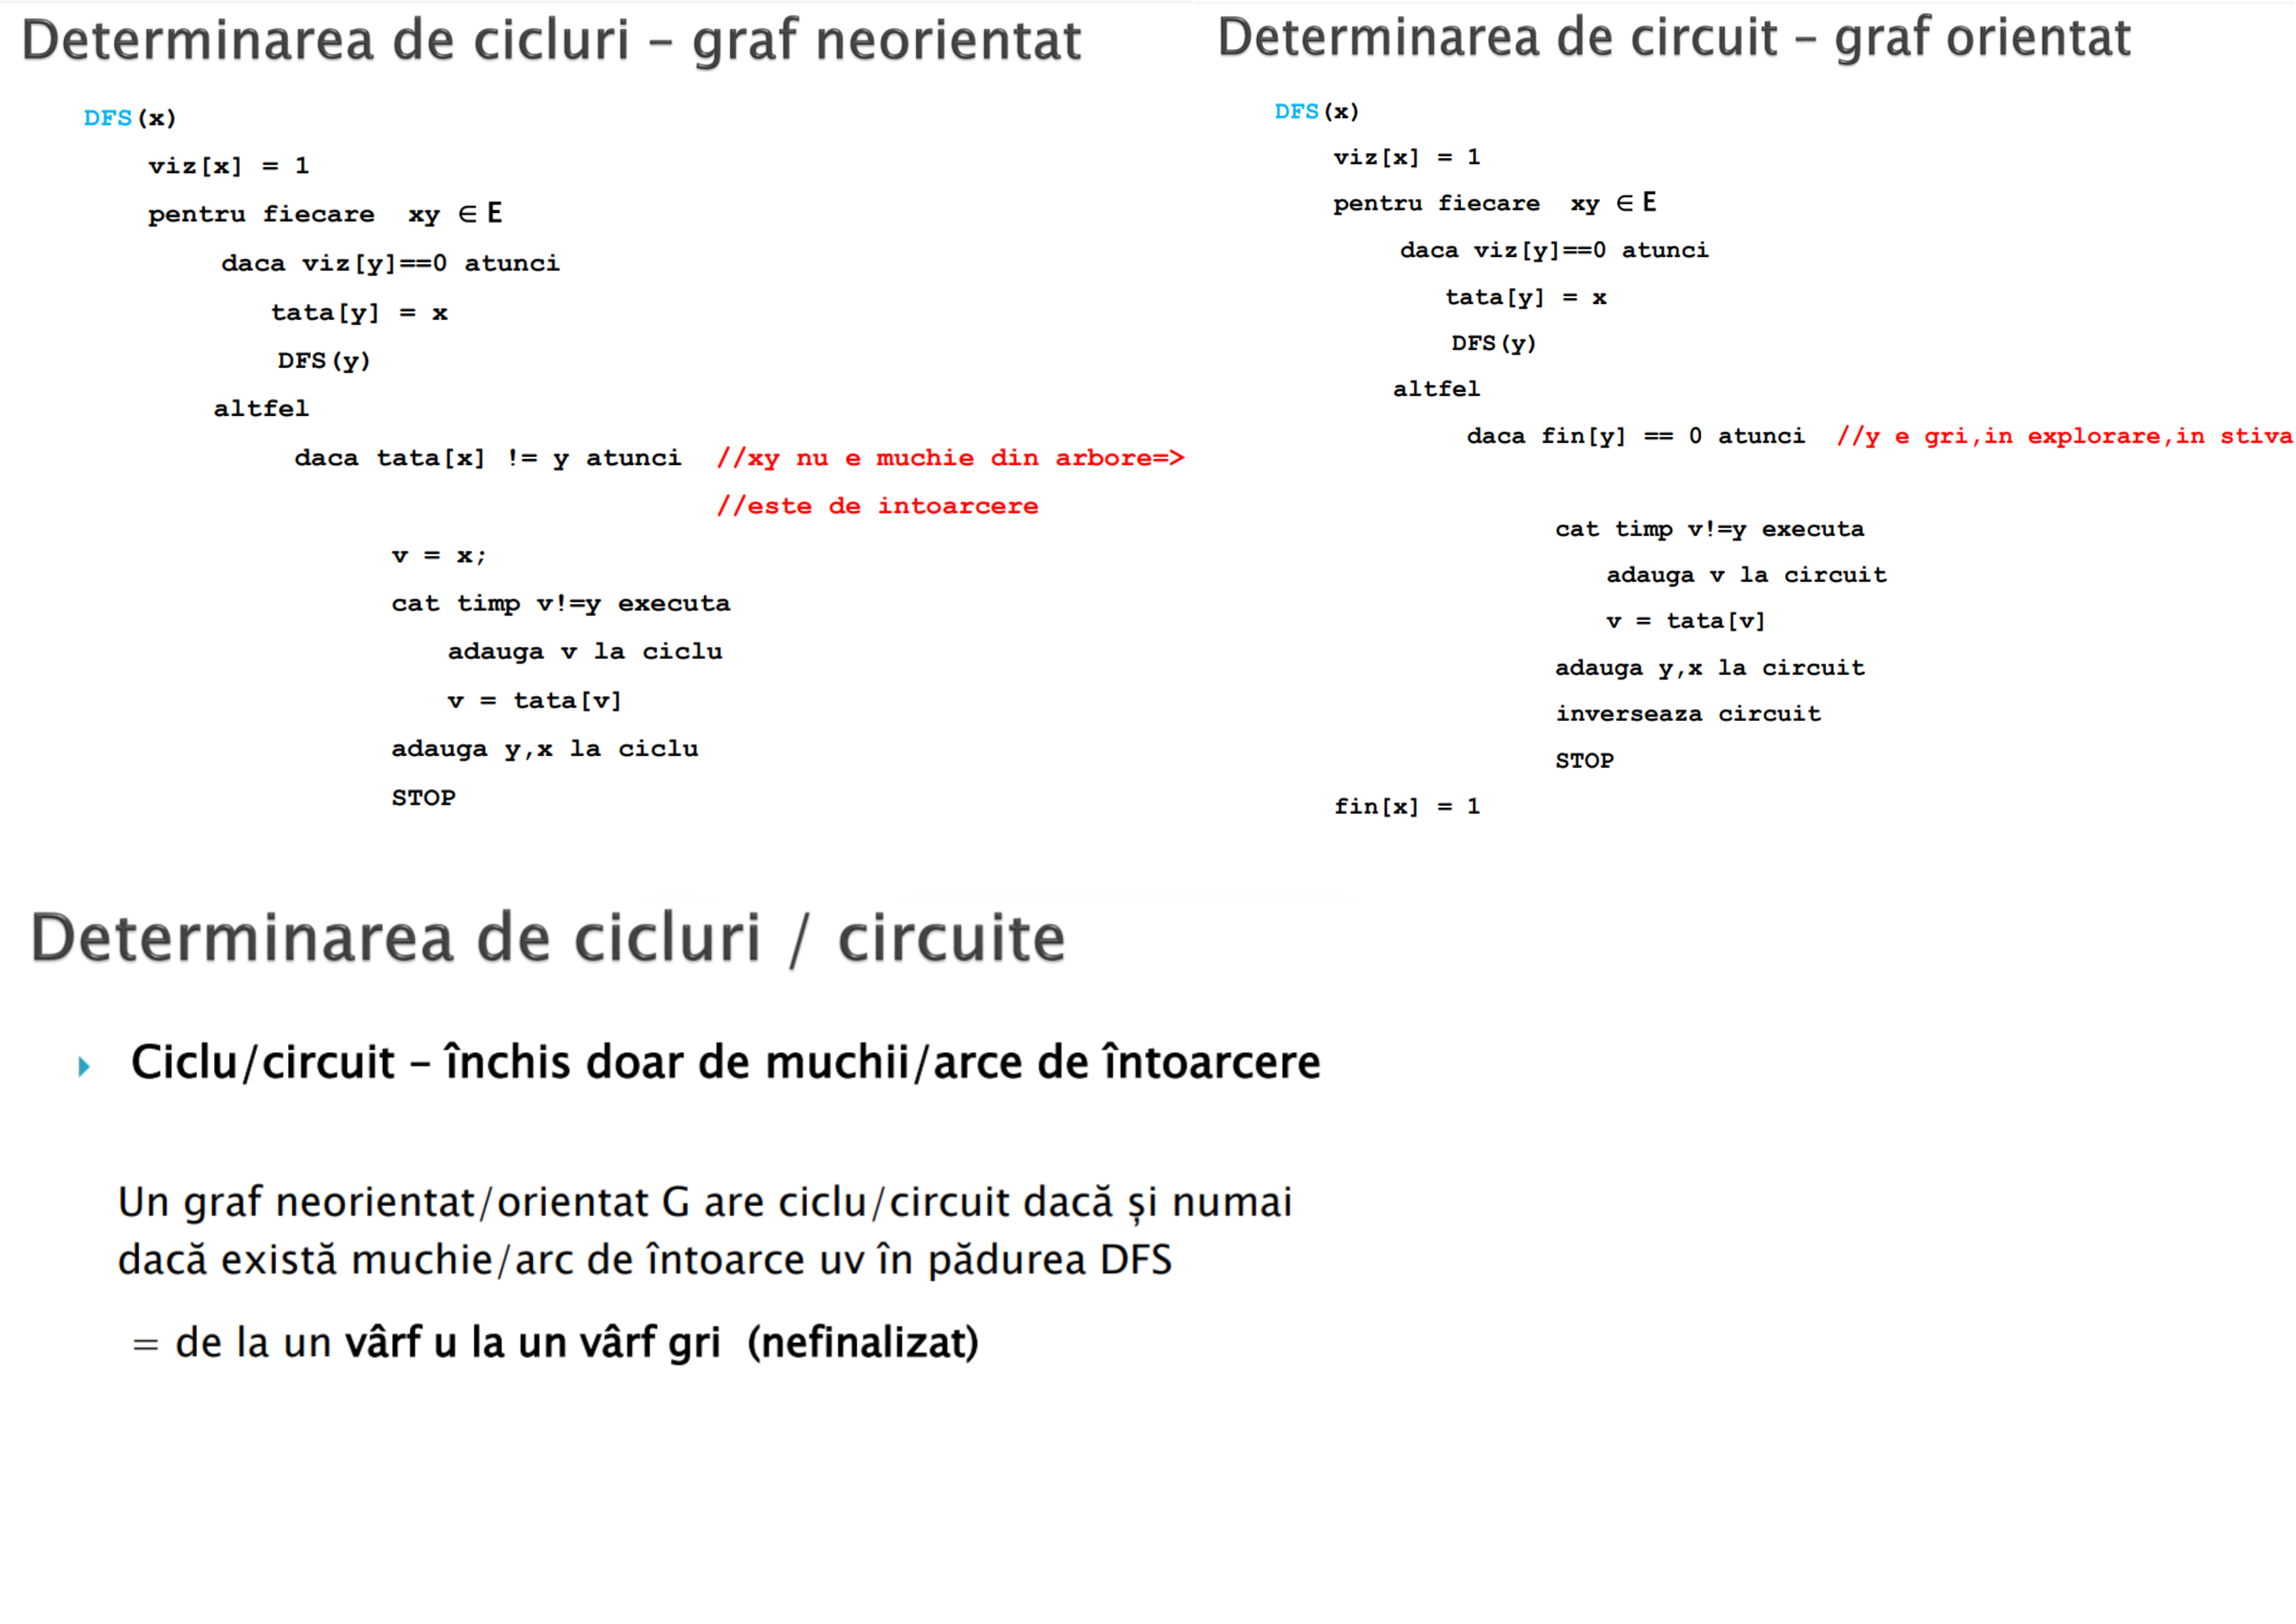 Determinarea de cicluri – graf neorientat
DFS(x)
viz[x] = 1
pentru fiecare xy ∈ E
daca viz[y]==0 atunci
tata[y] = x
DFS(y)
altfel
daca tata[x] != y atunci //xy nu e muchie din arbore=>
//este de intoarcere
v = x;
cat timp v!=y executa
adauga v la ciclu
v = tata[v]
adauga y,x la ciclu
STOP
Determinarea de circuit – graf orientat
DFS(x)
viz[x] = 1
pentru fiecare xy ∈ E
daca viz[y]==0 atunci
tata[y] = x
DFS(y)
altfel
daca fin[y] == 0 atunci //y e gri,in explorare,in stiva
cat timp v!=y executa
adauga v la circuit
v = tata[v]
adauga y,x la circuit
inverseaza circuit
STOP
fin[x] = 1
Determinarea de cicluri / circuite
Ciclu/circuit – închis doar de muchii/arce de întoarcere
Un graf neorientat/orientat G are ciclu/circuit dacă și numai
dacă există muchie/arc de întoarce uv în pădurea DFS
= de la un vârf u la un vârf gri (nefinalizat)